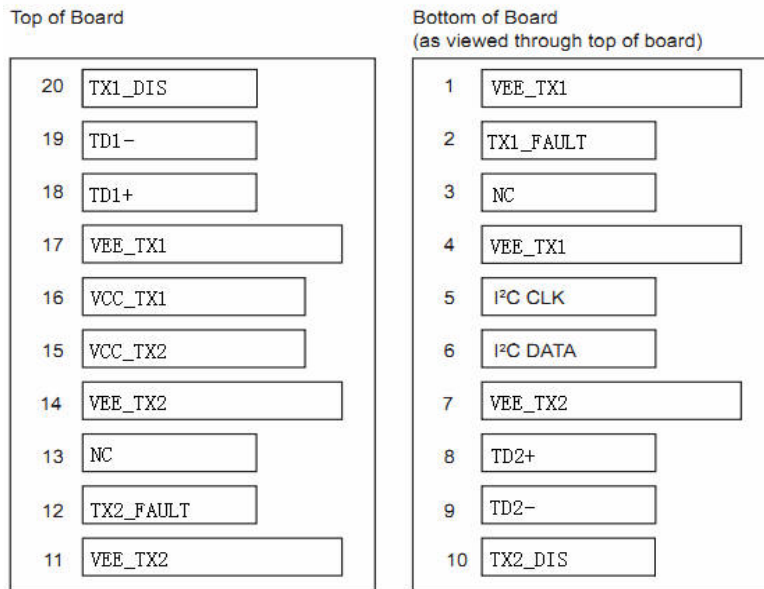 Top of Board
20 TX1_DIS
19 TD1-
18 TD1+
17 VEE_TX1
16 VCC_TX1
15 VCC_TX2
14 VEE_TX2
13 NC
12 TX2_FAULT
11 VEE_TX2
Bottom of Board
(as viewed through top of board)
1 VEE_TX1
2 TX1_FAULT
3 NC
4 VEE_TX1
5 I²C CLK
6 I²C DATA
7 VEE_TX2
8 TD2+
9 TD2-
10 TX2_DIS